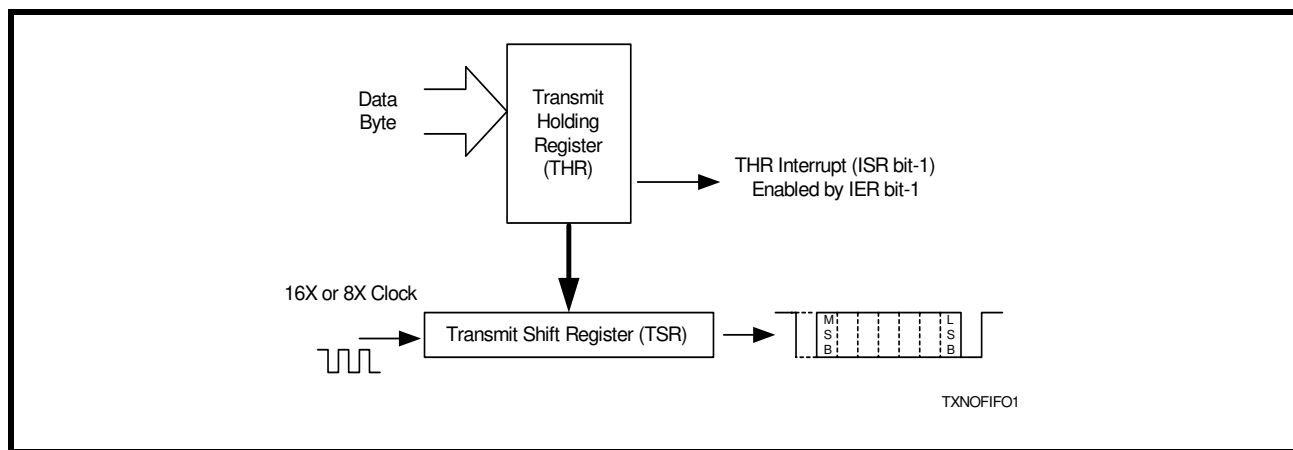 Data
Byte
Transmit
Holding
Register
(THR)
THR Interrupt (ISR bit-1)
Enabled by IER bit-1
16X or 8X Clock
Transmit Shift Register (TSR)
M
S
B
L
S
B
TXNOFIFO1